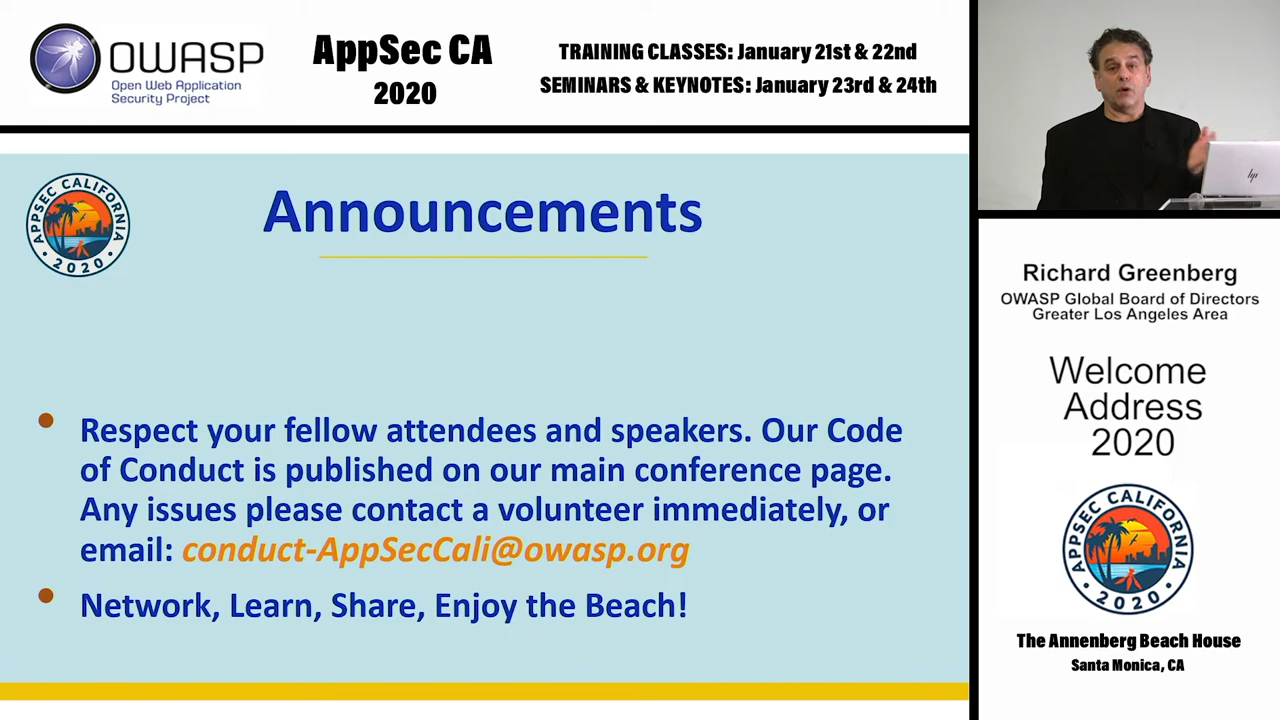 OWASP
Open Web Application
Security Project
AppSec CA
2020
TRAINING CLASSES: January 21st & 22nd
SEMINARS & KEYNOTES: January 23rd & 24th
APPSEC CALIFORNIA
• 2020 •
Announcements
• Respect your fellow attendees and speakers. Our Code
of Conduct is published on our main conference page.
Any issues please contact a volunteer immediately, or
email: conduct-AppSecCali@owasp.org
• Network, Learn, Share, Enjoy the Beach!
hp
Richard Greenberg
OWASP Global Board of Directors
Greater Los Angeles Area
Welcome
Address
2020
APPSEC CALIFORNIA
• 2020 •
The Annenberg Beach House
Santa Monica, CA